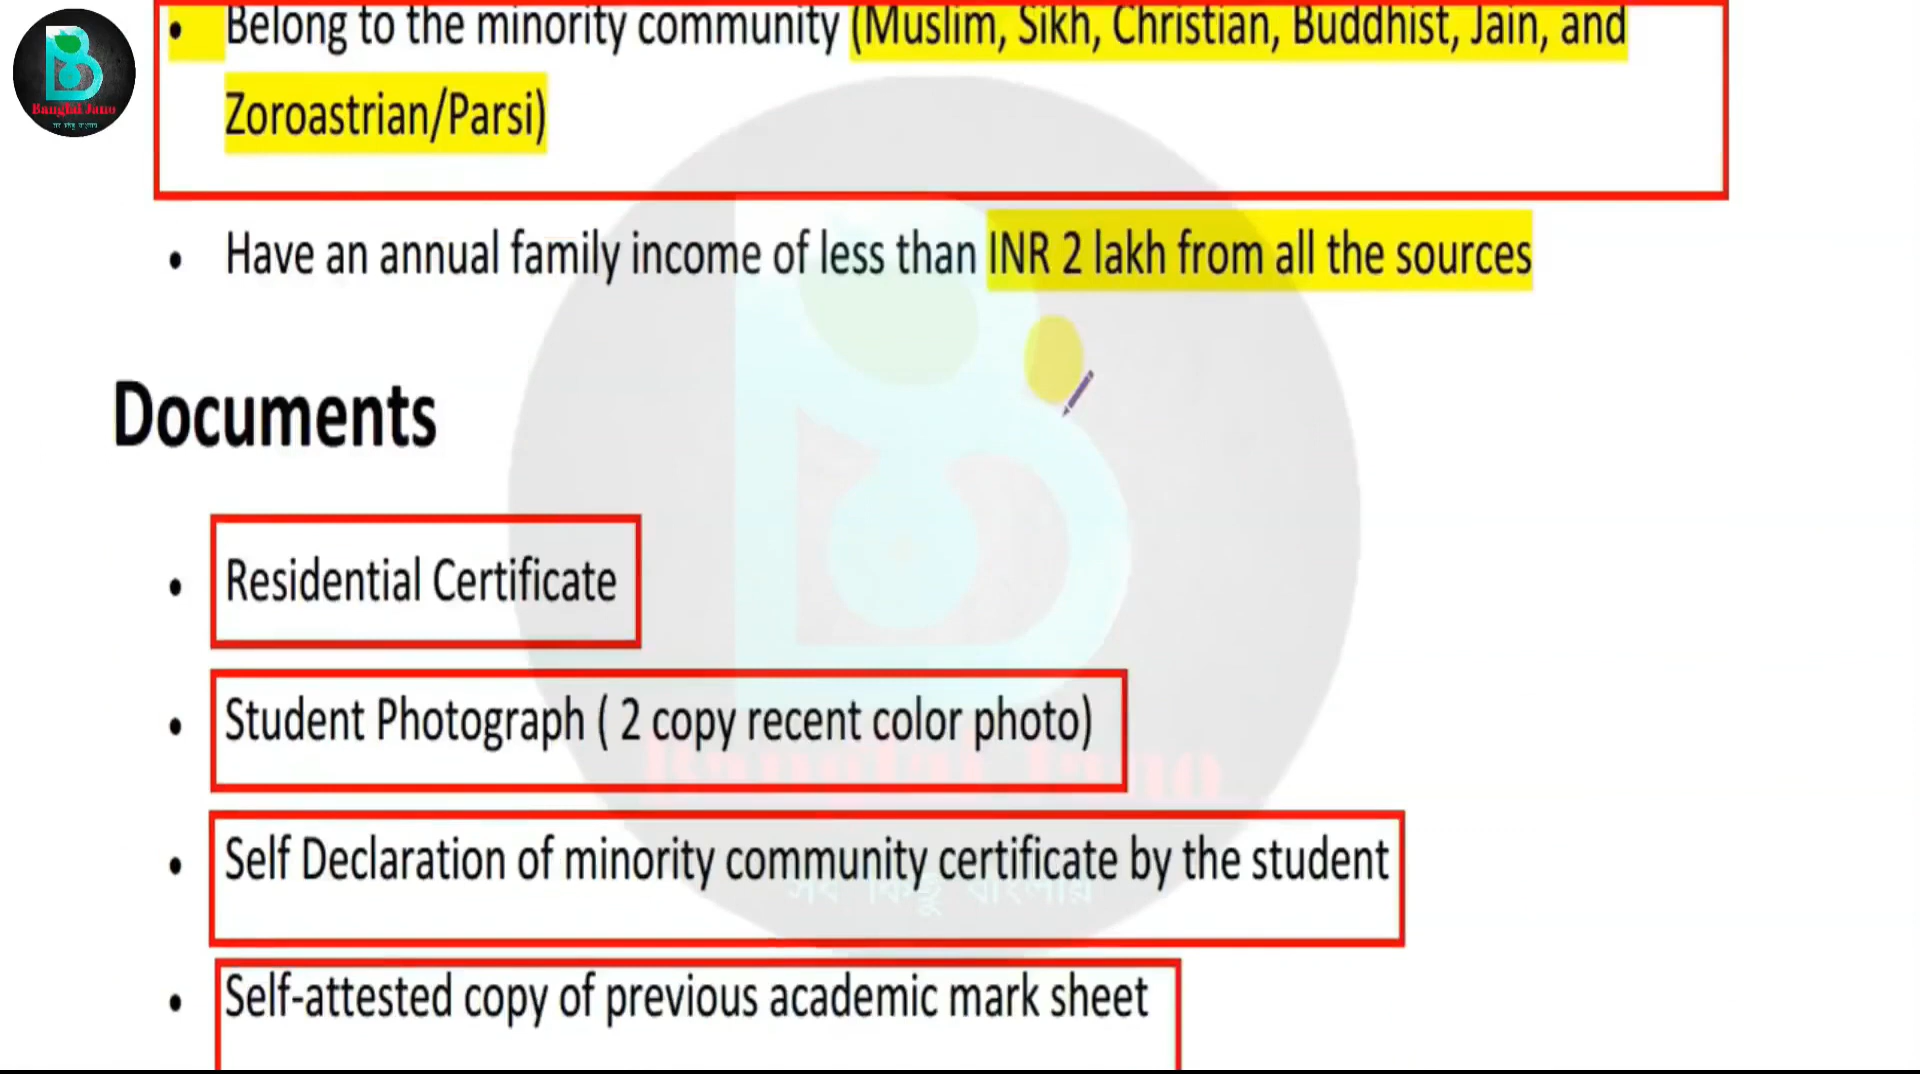 Belong to the minority community (Muslim, Sikh, Christian, Buddhist, Jain, and
Zoroastrian/Parsi)
Have an annual family income of less than INR 2 lakh from all the sources
Documents
Residential Certificate
Student Photograph ( 2 copy recent color photo)
Self Declaration of minority community certificate by the student
Self-attested copy of previous academic mark sheet
সব কিছু বাংলায়